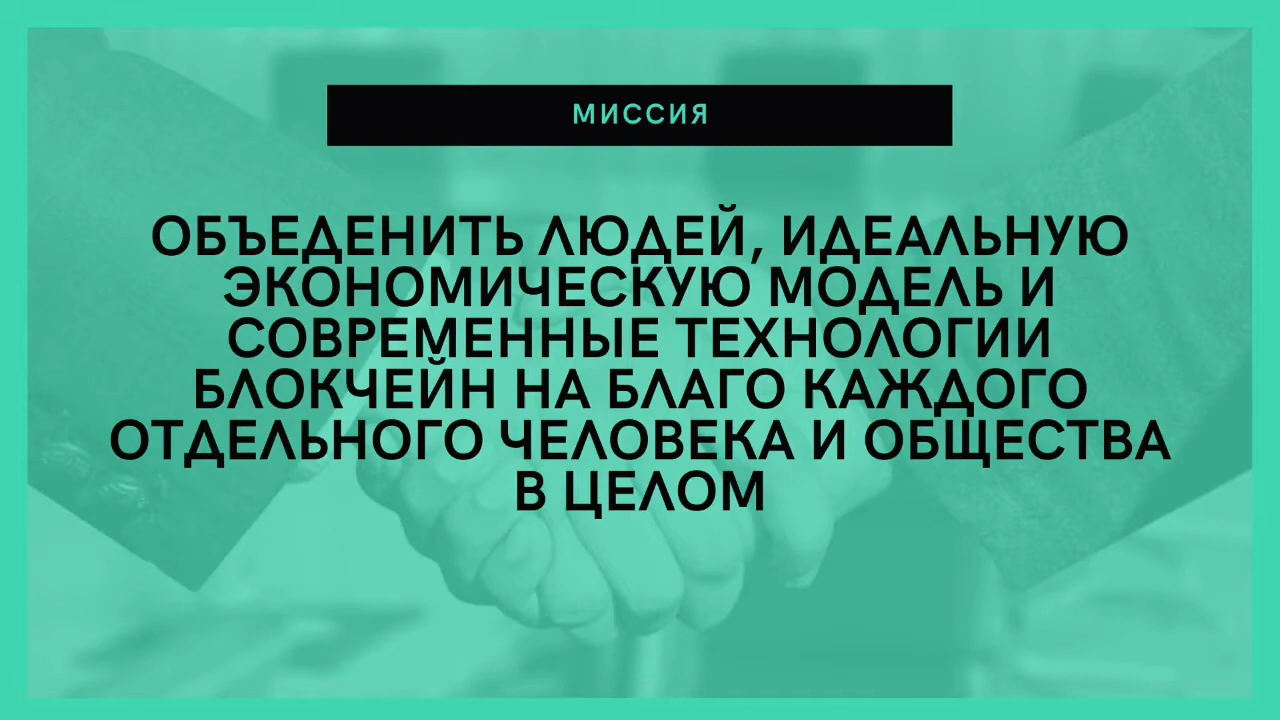 МИССИЯ
ОБЪЕДЕНИТЬ ЛЮДЕЙ, ИДЕАЛЬНУЮ
ЭКОНОМИЧЕСКУЮ МОДЕЛЬ И
СОВРЕМЕННЫЕ ТЕХНОЛОГИИ
БЛОКЧЕЙН НА БЛАГО КАЖДОГО
ОТДЕЛЬНОГО ЧЕЛОВЕКА И ОБЩЕСТВА
В ЦЕЛОМ